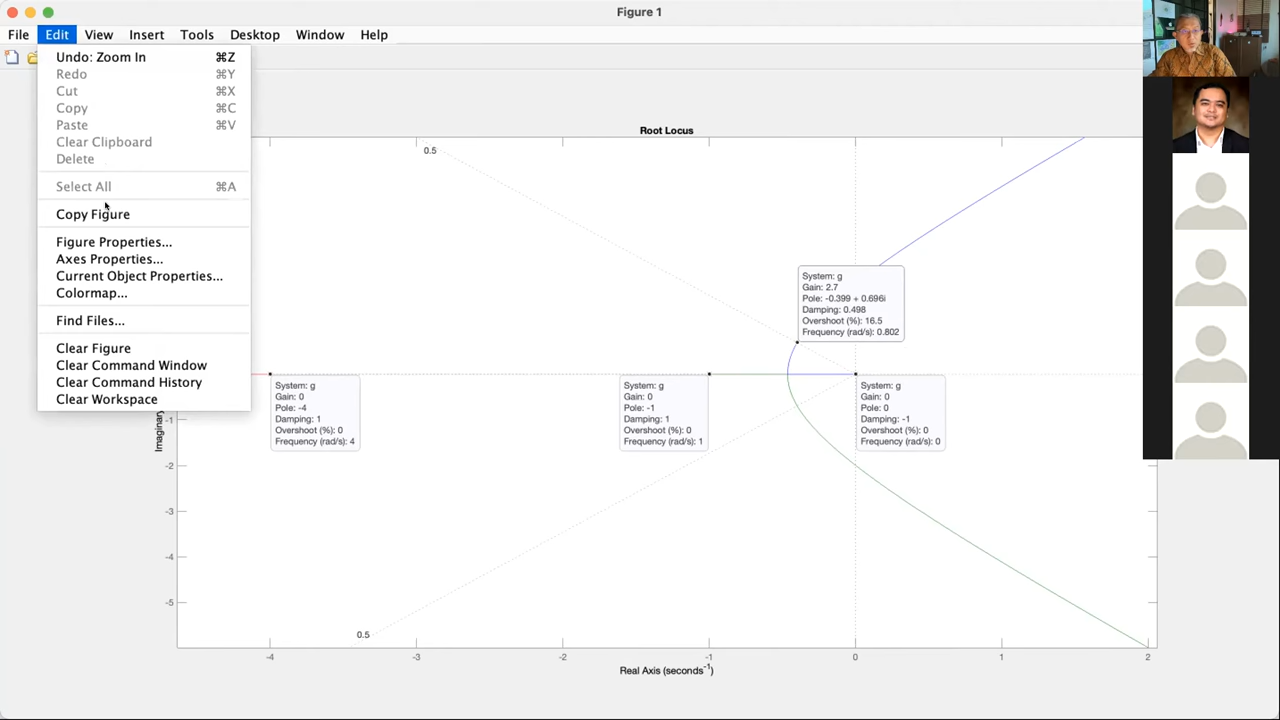 Figure 1
File Edit View Insert Tools Desktop Window Help
Undo: Zoom In ⌘Z
Redo ⌘Y
Cut ⌘X
Copy ⌘C
Paste ⌘V
Clear Clipboard
Delete
Select All ⌘A
Copy Figure
Figure Properties...
Axes Properties...
Current Object Properties...
Colormap...
Find Files...
Clear Figure
Clear Command Window
Clear Command History
Clear Workspace
Root Locus
0.5
System: g
Gain: 2.7
Pole: -0.399 + 0.696i
Damping: 0.498
Overshoot (%): 16.5
Frequency (rad/s): 0.802
System: g
Gain: 0
Pole: -4
Damping: 1
Overshoot (%): 0
Frequency (rad/s): 4
System: g
Gain: 0
Pole: -1
Damping: 1
Overshoot (%): 0
Frequency (rad/s): 1
System: g
Gain: 0
Pole: 0
Damping: -1
Overshoot (%): 0
Frequency (rad/s): 0
Imaginary
-1
-2
-3
-4
-5
0.5
-4 -3 -2 -1 0 1 2
Real Axis (seconds⁻¹)